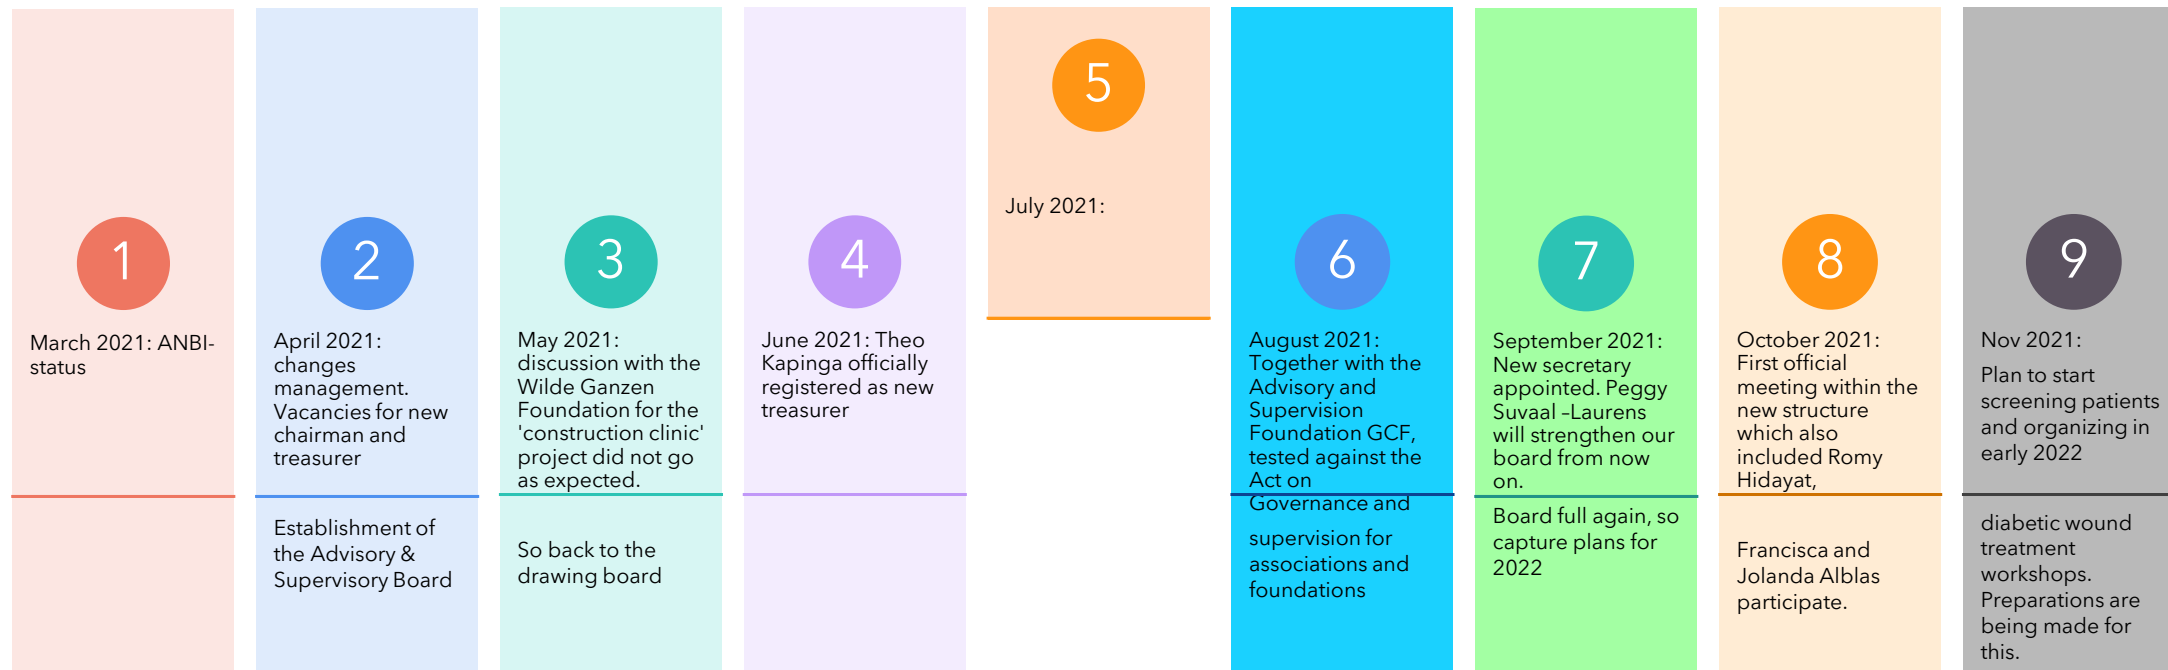 1
March 2021: ANBI-
status
2
April 2021:
changes
management.
Vacancies for new
chairman and
treasurer
Establishment of
the Advisory &
Supervisory Board
3
May 2021:
discussion with the
Wilde Ganzen
Foundation for the
'construction clinic'
project did not go
as expected.
So back to the
drawing board
4
June 2021: Theo
Kapinga officially
registered as new
treasurer
5
July 2021:
6
August 2021:
Together with the
Advisory and
Supervision
Foundation GCF,
tested against the
Act on
Governance and
supervision for
associations and
foundations
7
September 2021:
New secretary
appointed. Peggy
Suvaal –Laurens
will strengthen our
board from now
on.
Board full again, so
capture plans for
2022
8
October 2021:
First official
meeting within the
new structure
which also
included Romy
Hidayat,
Francisca and
Jolanda Alblas
participate.
9
Nov 2021:
Plan to start
screening patients
and organizing in
early 2022
diabetic wound
treatment
workshops.
Preparations are
being made for
this.